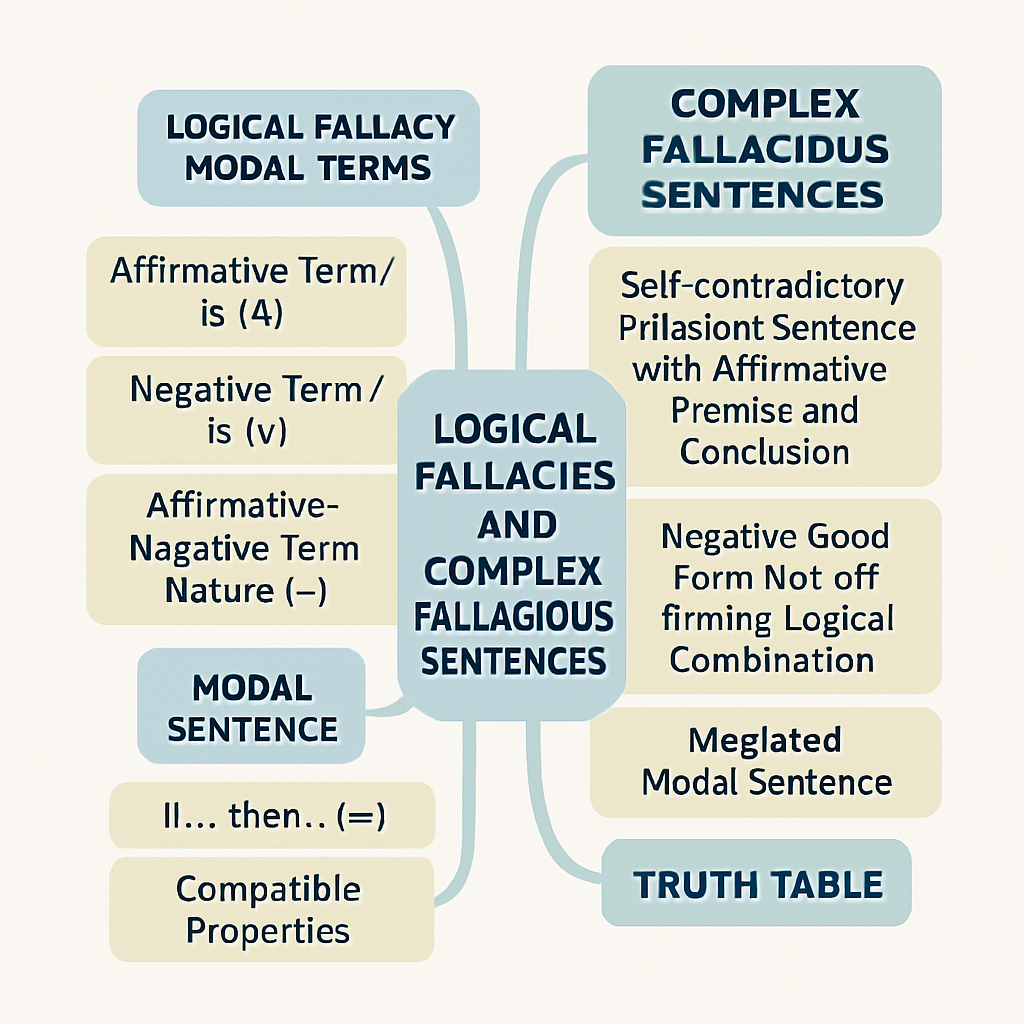 LOGICAL FALLACY
MODAL TERMS
Affirmative Term/
is (4)
Negative Term /
is (v)
Affirmative-
Nagative Term
Nature (–)
MODAL
SENTENCE
II... then.. (=)
Compatible
Properties
LOGICAL
FALLACIES
AND
COMPLEX
FALLAGIOUS
SENTENCES
COMPLEX
FALLACIDUS
SENTENCES
Self-contradictory
Prilasiont Sentence
with Affirmative
Premise and
Conclusion
Negative Good
Form Not off
firming Logical
Combination
Meglated
Modal Sentence
TRUTH TABLE